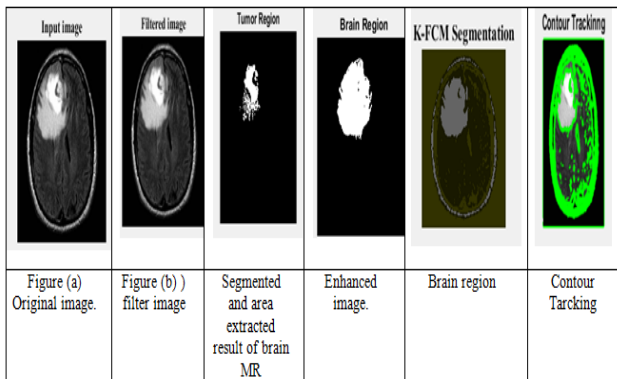 Input image
Filtered image
Tumor Region
Brain Region
K-FCM Segmentation
Contour Trackinng
Figure (a)
Original image.
Figure (b) )
filter image
Segmented
and area
extracted
result of brain
MR
Enhanced
image.
Brain region
Contour
Tarcking